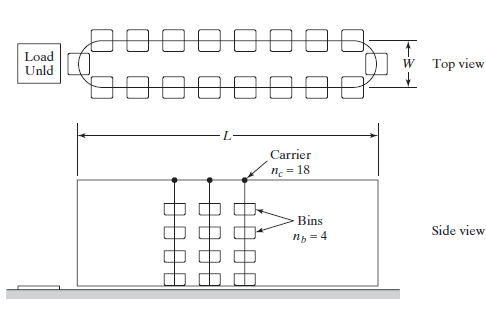 Load
Unld
W
Top view
L
Carrier
n_c = 18
Bins
n_b = 4
Side view